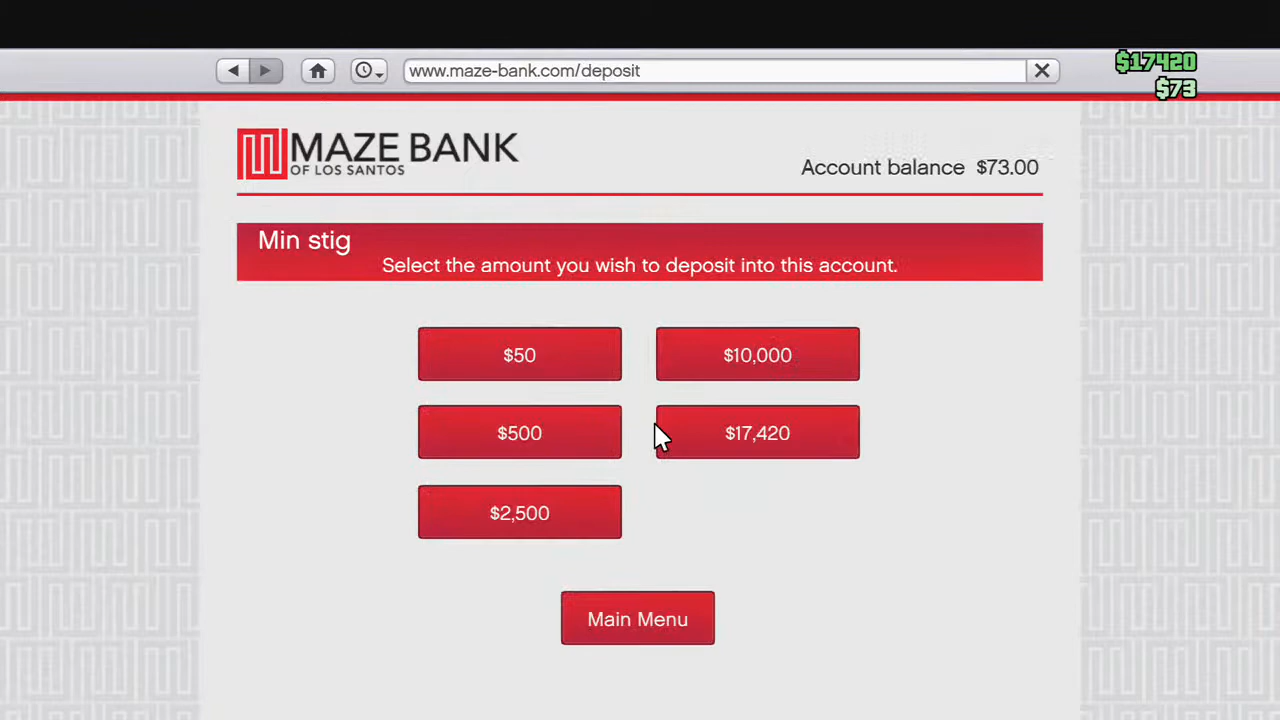 www.maze-bank.com/deposit
$17420
$73
MAZE BANK
OF LOS SANTOS
Account balance $73.00
Min stig
Select the amount you wish to deposit into this account.
$50
$10,000
$500
$17,420
$2,500
Main Menu